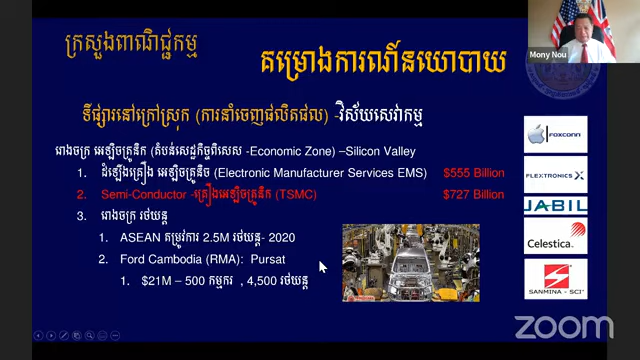 ក្រសួងពាណិជ្ជកម្ម
គម្រោងការណ៍នយោបាយ
Mony Nou
ទីផ្សារនៅក្រៅស្រុក (ការនាំចេញផលិតផល) -វិស័យសេវាកម្ម
រោងចក្រ អេឡិចត្រូនិក (តំបន់សេដ្ឋកិច្ចពិសេស -Economic Zone) –Silicon Valley
1. ដំឡើងគ្រឿង អេឡិចត្រូនិច (Electronic Manufacturer Services EMS) $555 Billion
2. Semi-Conductor -គ្រឿងអេឡិចត្រូនឹក (TSMC) $727 Billion
3. រោងចក្រ រថយន្ត
1. ASEAN តម្រូវការ 2.5M រថយន្ត- 2020
2. Ford Cambodia (RMA): Pursat
1. $21M – 500 កម្មករ , 4,500 រថយន្ត
FOXCONN
FLEXTRONICS
JABIL
Celestica.
SANMINA - SCI
zoom